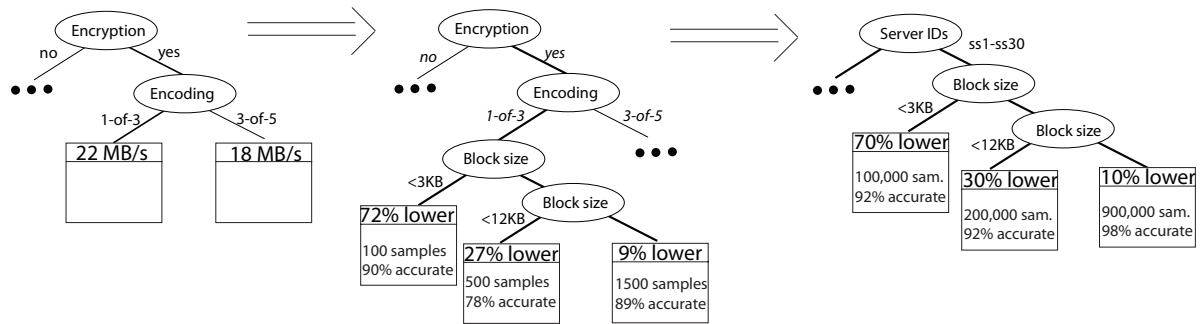 Encryption
no
yes
Encoding
1-of-3
3-of-5
22 MB/s
18 MB/s
Encryption
no
yes
Encoding
1-of-3
3-of-5
Block size
<3KB
Block size
72% lower
<12KB
100 samples
90% accurate
27% lower
500 samples
78% accurate
9% lower
1500 samples
89% accurate
Server IDs
ss1-ss30
Block size
<3KB
Block size
70% lower
<12KB
100,000 sam.
92% accurate
30% lower
200,000 sam.
92% accurate
10% lower
900,000 sam.
98% accurate